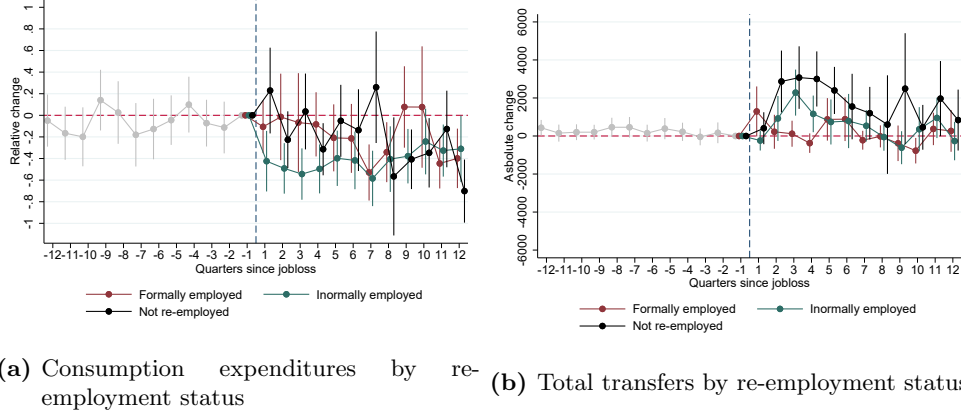 1
.8
.6
.4
.2
0
-.2
-.4
-.6
-.8
-1
Relative change
-12 -11 -10 -9 -8 -7 -6 -5 -4 -3 -2 -1 1 2 3 4 5 6 7 8 9 10 11 12
Quarters since jobloss
Formally employed
Inormally employed
Not re-employed
(a) Consumption expenditures by re-
employment status
6000
4000
2000
0
-2000
-4000
-6000
Asbolute change
-12 -11 -10 -9 -8 -7 -6 -5 -4 -3 -2 -1 1 2 3 4 5 6 7 8 9 10 11 12
Quarters since jobloss
Formally employed
Inormally employed
Not re-employed
(b) Total transfers by re-employment status